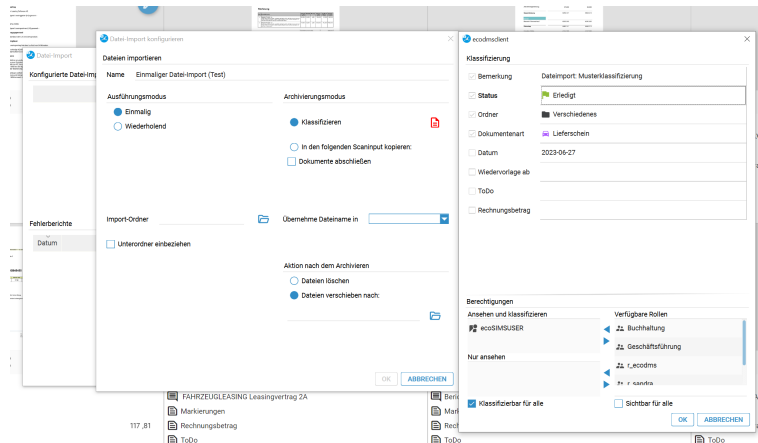 Datei-Import
Konfigurierte Datei-Imp
Fehlerberichte
Datum
Datei-Import konfigurieren
Dateien importieren
Name Einmaliger Datei-Import (Test)
Ausführungsmodus
Einmalig
Wiederholend
Archivierungsmodus
Klassifizieren
In den folgenden Scaninput kopieren:
Dokumente abschließen
Import-Ordner
Übernehme Dateiname in
Unterordner einbeziehen
Aktion nach dem Archivieren
Dateien löschen
Dateien verschieben nach:
OK ABBRECHEN
ecodmsclient
Klassifizierung
Bemerkung Dateimport: Musterklassifizierung
Status Erledigt
Ordner Verschiedenes
Dokumentenart Lieferschein
Datum 2023-06-27
Wiedervorlage ab
ToDo
Rechnungsbetrag
Berechtigungen
Ansehen und klassifizieren
ecoSIMSUSER
Nur ansehen
Verfügbare Rollen
Buchhaltung
Geschäftsführung
r_ecodms
r_sandra
Klassifizierbar für alle
Sichtbar für alle
OK ABBRECHEN
FAHRZEUGLEASING Leasingvertrag 2A
Markierungen
117 ,81 Rechnungsbetrag
ToDo
Rech
ToDo
ToDo